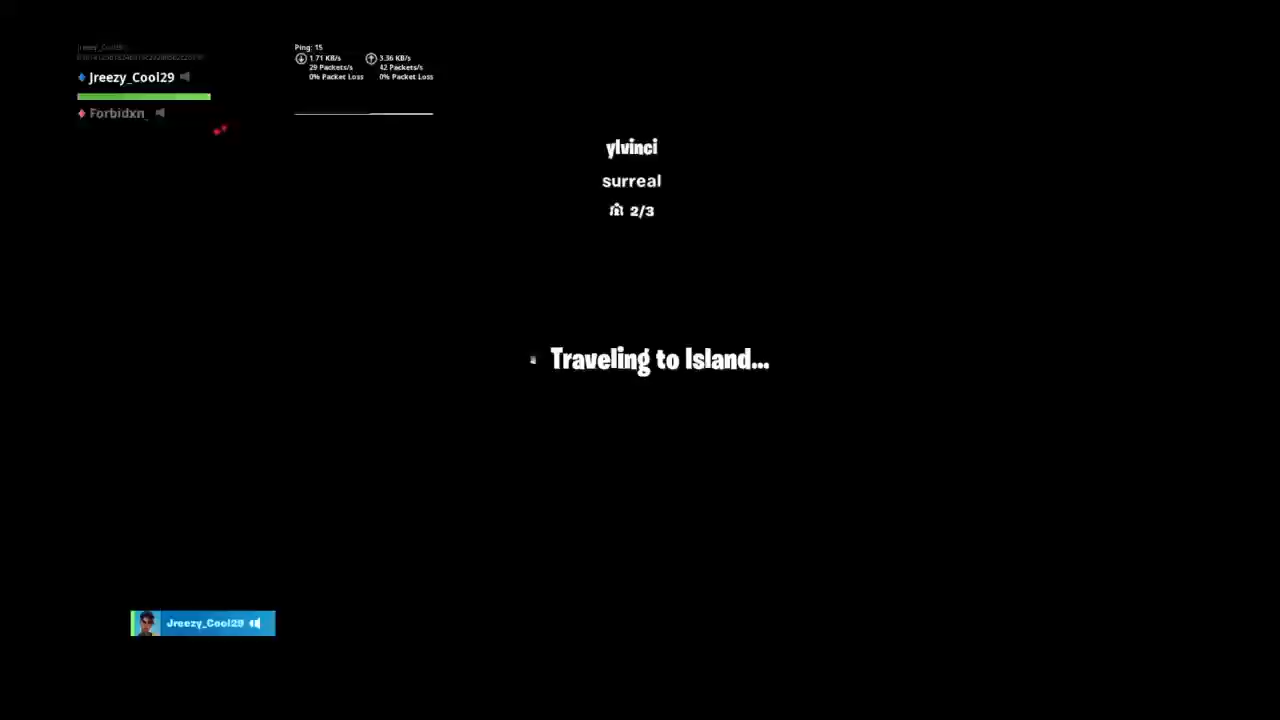 Jreezy_Cool29
Forbidxn_
Ping: 15
1.71 KB/s 3.36 KB/s
29 Packets/s 42 Packets/s
0% Packet Loss 0% Packet Loss
ylvinci
surreal
2/3
Traveling to Island...
Jreezy_Cool29